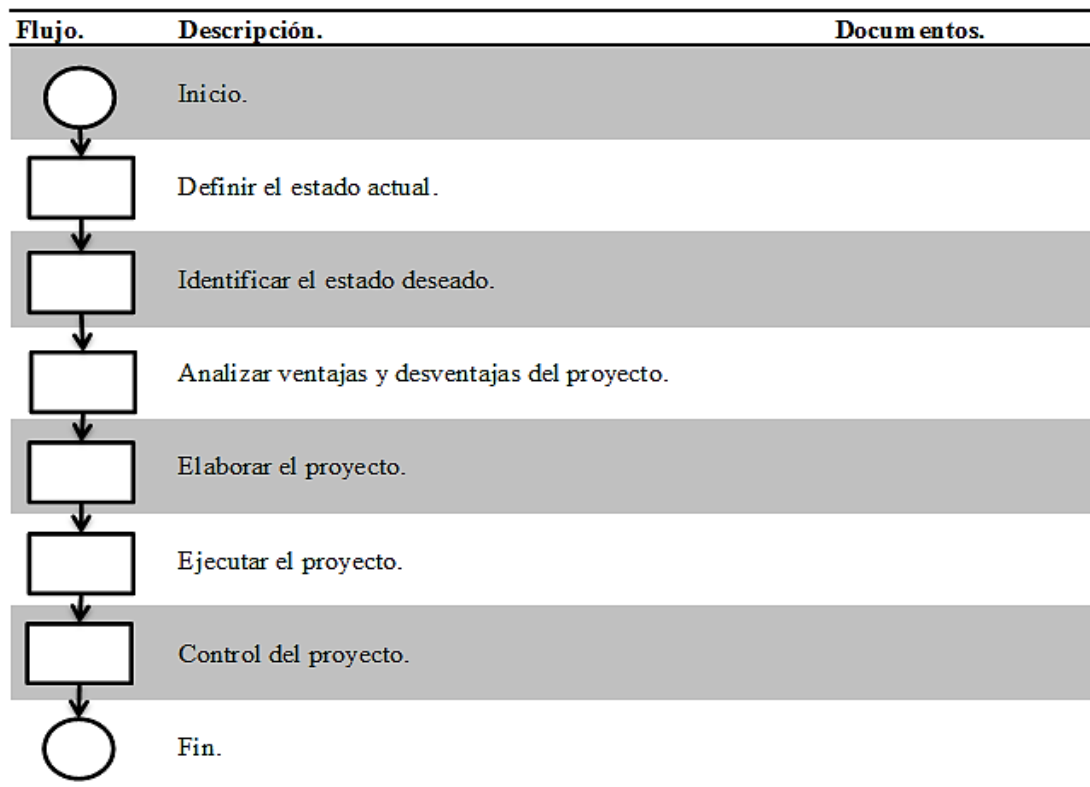 Flujo. Descripción. Documentos.
Inicio.
Definir el estado actual.
Identificar el estado deseado.
Analizar ventajas y desventajas del proyecto.
Elaborar el proyecto.
Ejecutar el proyecto.
Control del proyecto.
Fin.